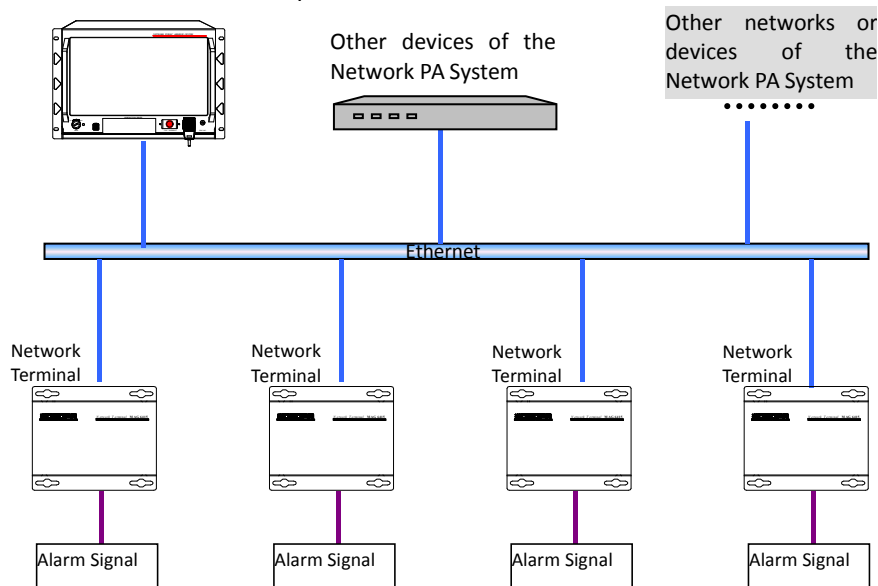 Other devices of the
Network PA System
Other networks or
devices of the
Network PA System
Ethernet
Network
Terminal
Network
Terminal
Network
Terminal
Network
Terminal
Alarm Signal
Alarm Signal
Alarm Signal
Alarm Signal